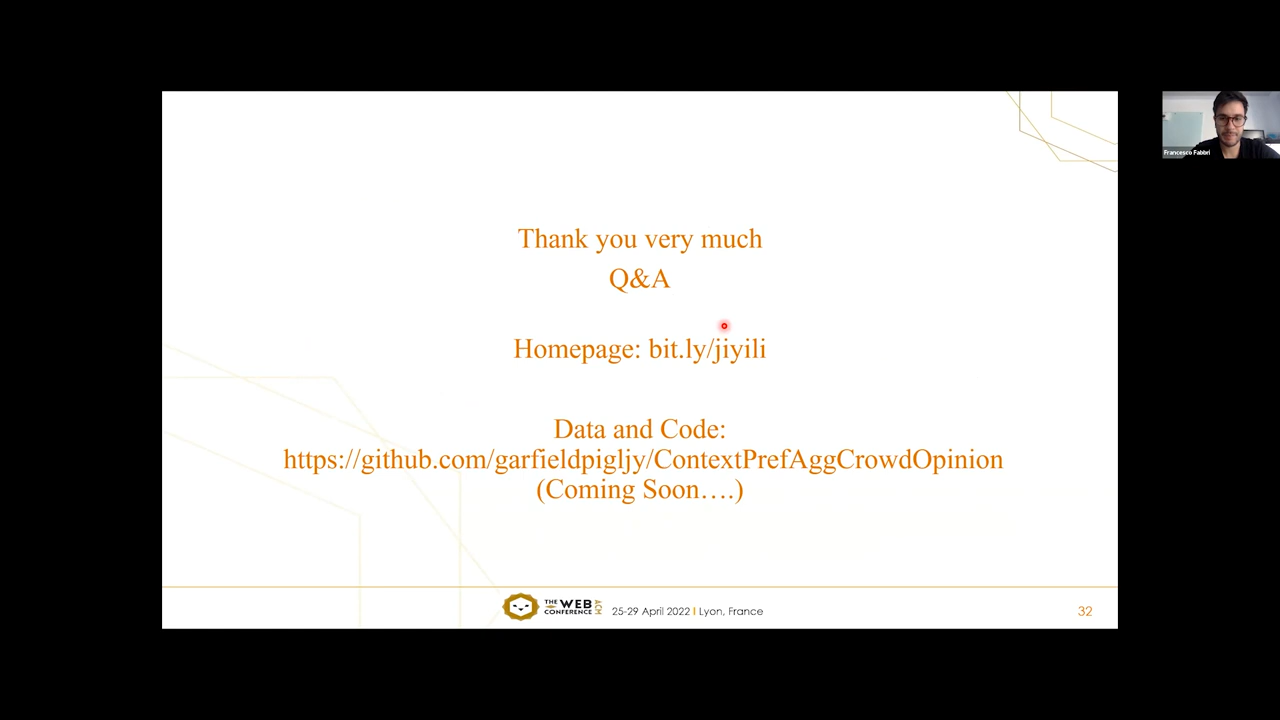 Thank you very much
Q&A
Homepage: bit.ly/jiyili
Data and Code:
https://github.com/garfieldpigljy/ContextPrefAggCrowdOpinion
(Coming Soon….)
THE WEB CONFERENCE ACM
25-29 April 2022 | Lyon, France
32
Francesco Fabbri